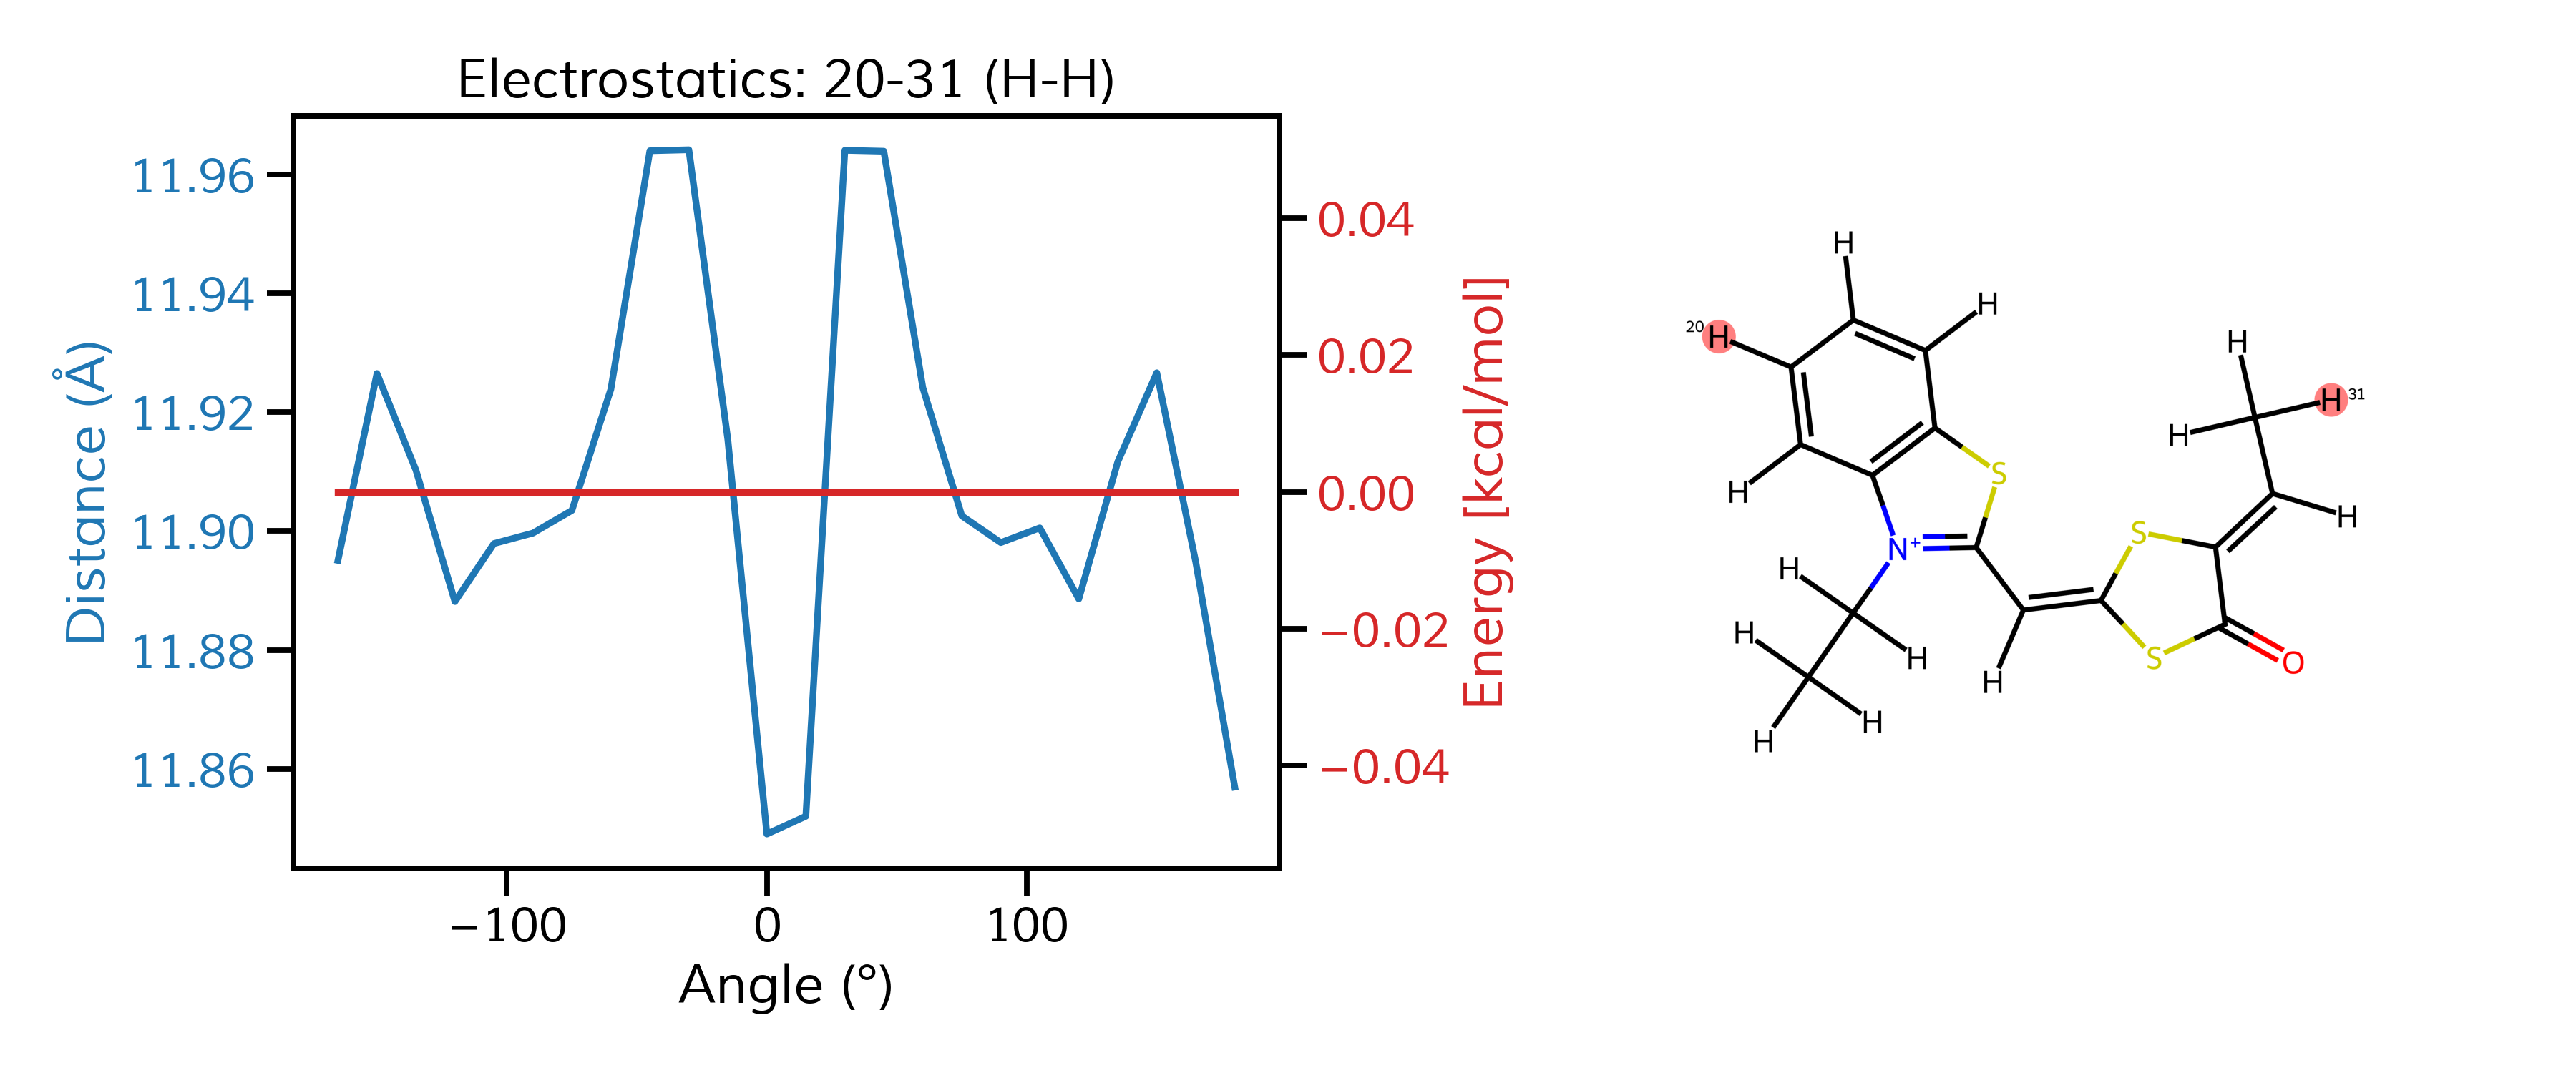 Electrostatics: 20-31 (H-H)
11.96
11.94
11.92
11.90
11.88
11.86
Distance (Å)
−100
0
100
Angle (°)
0.04
0.02
0.00
−0.02
−0.04
Energy [kcal/mol]
H
H
20 H
H
H 31
H
H
S
H
H
S
N+
H
H
H
S
O
H
H
H